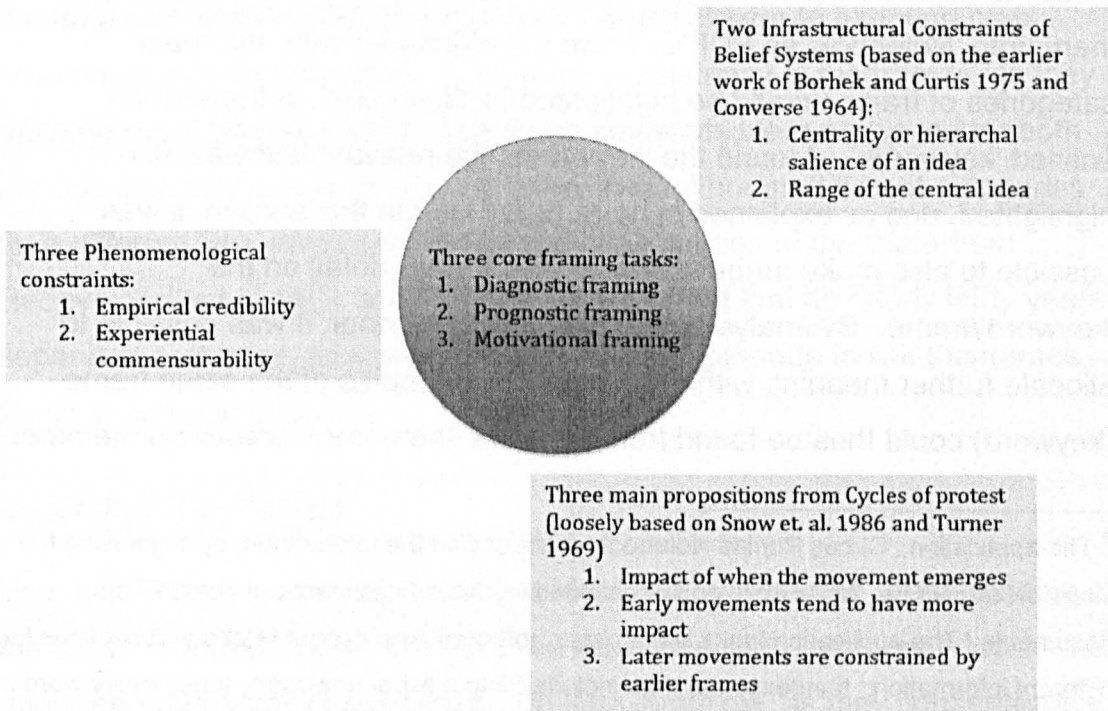 Two Infrastructural Constraints of
Belief Systems (based on the earlier
work of Borhek and Curtis 1975 and
Converse 1964):
1. Centrality or hierarchal
salience of an idea
2. Range of the central idea
Three Phenomenological
constraints:
1. Empirical credibility
2. Experiential
commensurability
Three core framing tasks:
1. Diagnostic framing
2. Prognostic framing
3. Motivational framing
Three main propositions from Cycles of protest
(loosely based on Snow et. al. 1986 and Turner
1969)
1. Impact of when the movement emerges
2. Early movements tend to have more
impact
3. Later movements are constrained by
earlier frames